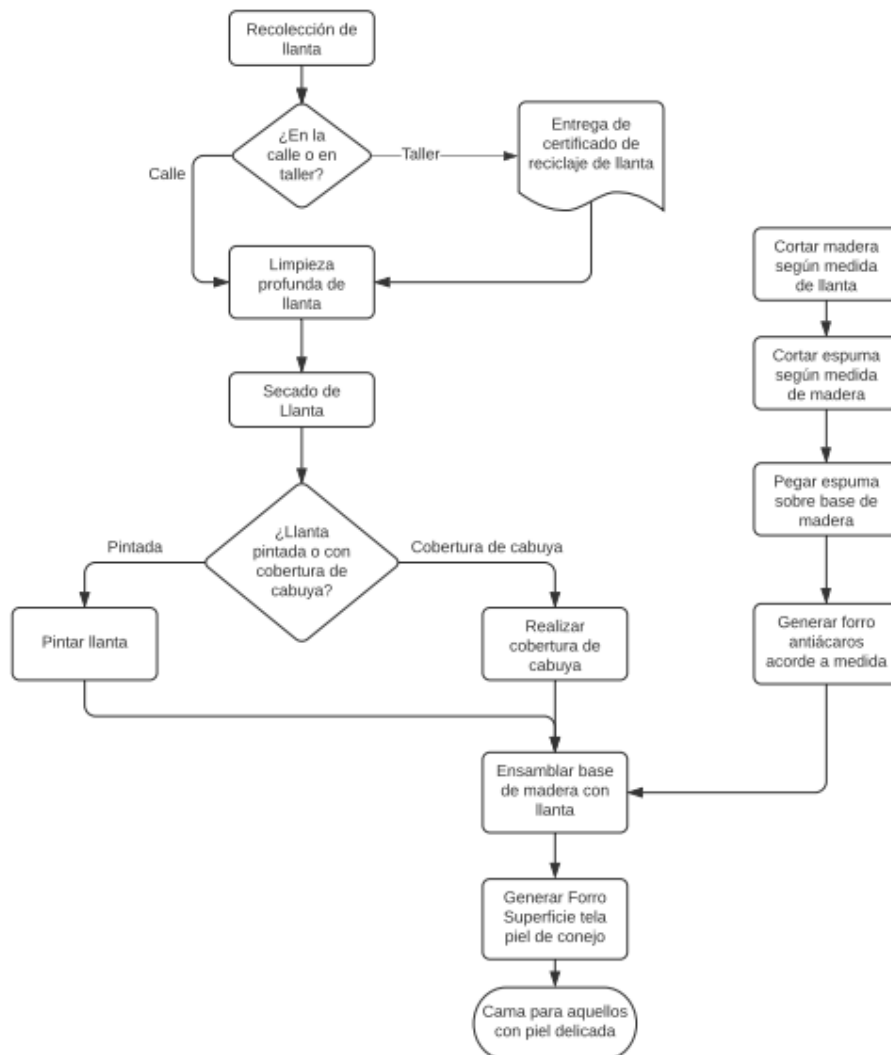 Recolección de
llanta
¿En la
calle o en
taller?
Calle
Taller
Entrega de
certificado de
reciclaje de llanta
Limpieza
profunda de
llanta
Secado de
Llanta
¿Llanta
pintada o con
cobertura de
cabuya?
Pintada
Cobertura de cabuya
Pintar llanta
Realizar
cobertura de
cabuya
Cortar madera
según medida
de llanta
Cortar espuma
según medida
de madera
Pegar espuma
sobre base de
madera
Generar forro
antiácaros
acorde a medida
Ensamblar base
de madera con
llanta
Generar Forro
Superficie tela
piel de conejo
Cama para aquellos
con piel delicada